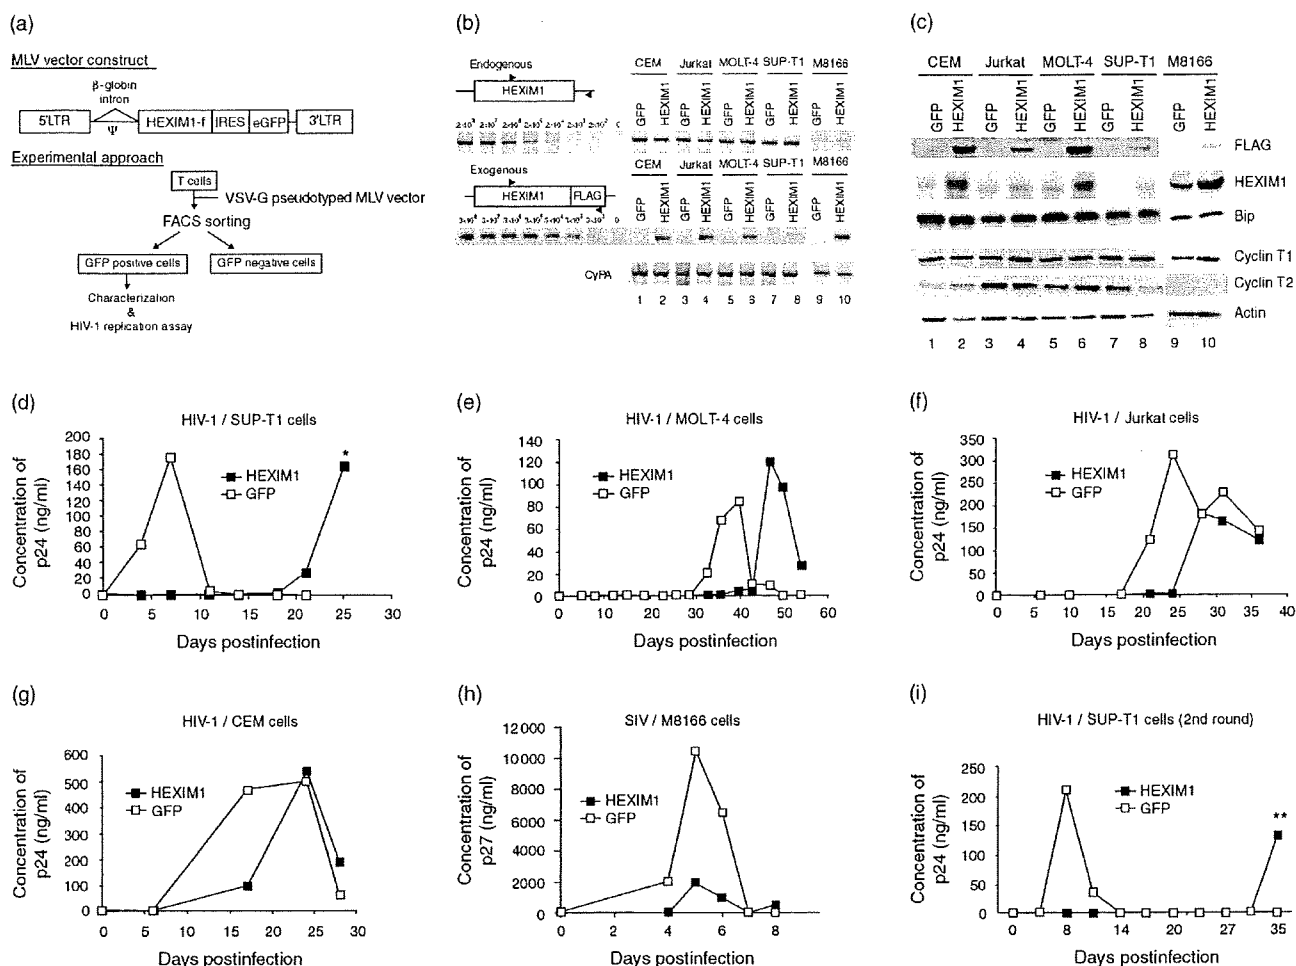 (a)
MLV vector construct
β-globin
intron
5'LTR
Ψ
HEXIM1-f
IRES
eGFP
3'LTR
Experimental approach
T cells
VSV-G pseudotyped MLV vector
FACS sorting
GFP positive cells
GFP negative cells
Characterization
&
HIV-1 replication assay
(b)
Endogenous
HEXIM1
CEM Jurkat MOLT-4 SUP-T1 M8166
GFP HEXIM1 GFP HEXIM1 GFP HEXIM1 GFP HEXIM1 GFP HEXIM1
CEM Jurkat MOLT-4 SUP-T1 M8166
Exogenous
HEXIM1 FLAG
GFP HEXIM1 GFP HEXIM1 GFP HEXIM1 GFP HEXIM1 GFP HEXIM1
CyPA
1 2 3 4 5 6 7 8 9 10
(c)
CEM Jurkat MOLT-4 SUP-T1 M8166
GFP HEXIM1 GFP HEXIM1 GFP HEXIM1 GFP HEXIM1 GFP HEXIM1
FLAG
HEXIM1
Bip
Cyclin T1
Cyclin T2
Actin
1 2 3 4 5 6 7 8 9 10
(d)
HIV-1 / SUP-T1 cells
Concentration of
p24 (ng/ml)
200
180
160
140
120
100
80
60
40
20
0
HEXIM1
GFP
*
0 5 10 15 20 25 30
Days postinfection
(e)
HIV-1 / MOLT-4 cells
Concentration of
p24 (ng/ml)
140
120
100
80
60
40
20
0
HEXIM1
GFP
0 10 20 30 40 50 60
Days postinfection
(f)
HIV-1 / Jurkat cells
Concentration of
p24 (ng/ml)
350
300
250
200
150
100
50
0
HEXIM1
GFP
0 6 10 15 20 24 30 35 40
Days postinfection
(g)
HIV-1 / CEM cells
Concentration of
p24 (ng/ml)
600
500
400
300
200
100
0
HEXIM1
GFP
0 5 10 15 20 25 30
Days postinfection
(h)
SIV / M8166 cells
Concentration of
p27 (ng/ml)
12000
10000
8000
6000
4000
2000
0
HEXIM1
GFP
0 2 4 6 8
Days postinfection
(i)
HIV-1 / SUP-T1 cells (2nd round)
Concentration of
p24 (ng/ml)
250
200
150
100
50
0
HEXIM1
GFP
**
0 8 14 20 27 35
Days postinfection